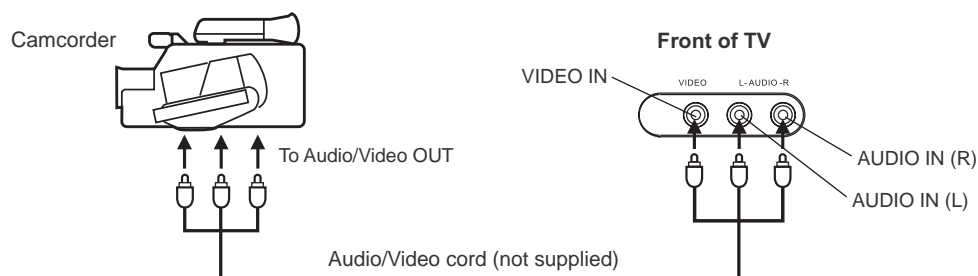 Camcorder
Front of TV
VIDEO IN
VIDEO L- AUDIO -R
To Audio/Video OUT
AUDIO IN (R)
AUDIO IN (L)
Audio/Video cord (not supplied)